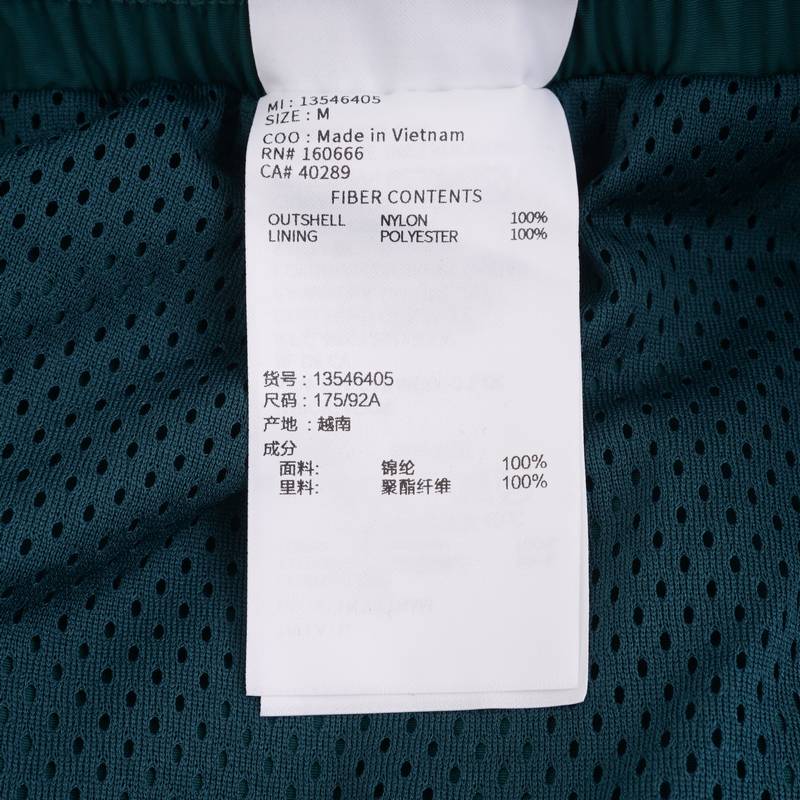 MI : 13546405
SIZE : M
COO : Made in Vietnam
RN# 160666
CA# 40289
FIBER CONTENTS
OUTSHELL NYLON 100%
LINING POLYESTER 100%
货号 : 13546405
尺码 : 175/92A
产地 : 越南
成分
面料: 锦纶 100%
里料: 聚酯纤维 100%